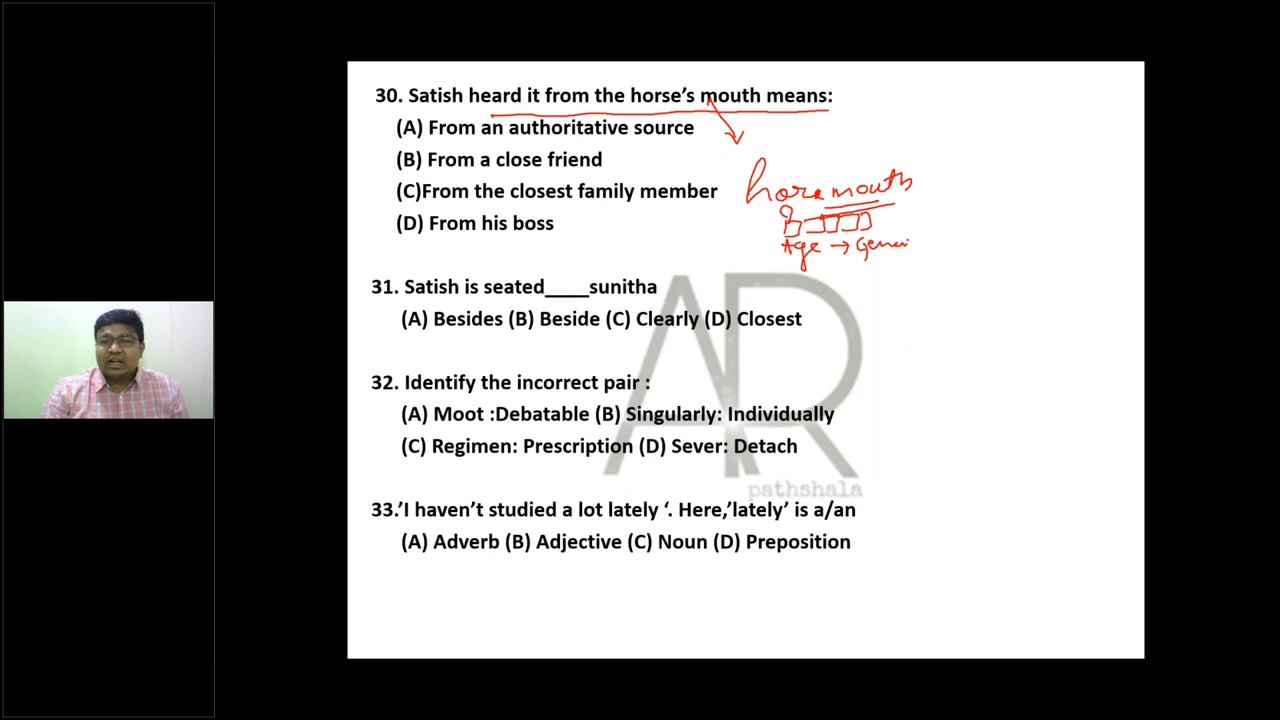 30. Satish heard it from the horse's mouth means:
(A) From an authoritative source
(B) From a close friend
(C)From the closest family member
(D) From his boss
horse mouth
Age →
31. Satish is seated____sunitha
(A) Besides (B) Beside (C) Clearly (D) Closest
32. Identify the incorrect pair :
(A) Moot :Debatable (B) Singularly: Individually
(C) Regimen: Prescription (D) Sever: Detach
AR
pathshala
33.’I haven't studied a lot lately ‘. Here,’lately’ is a/an
(A) Adverb (B) Adjective (C) Noun (D) Preposition